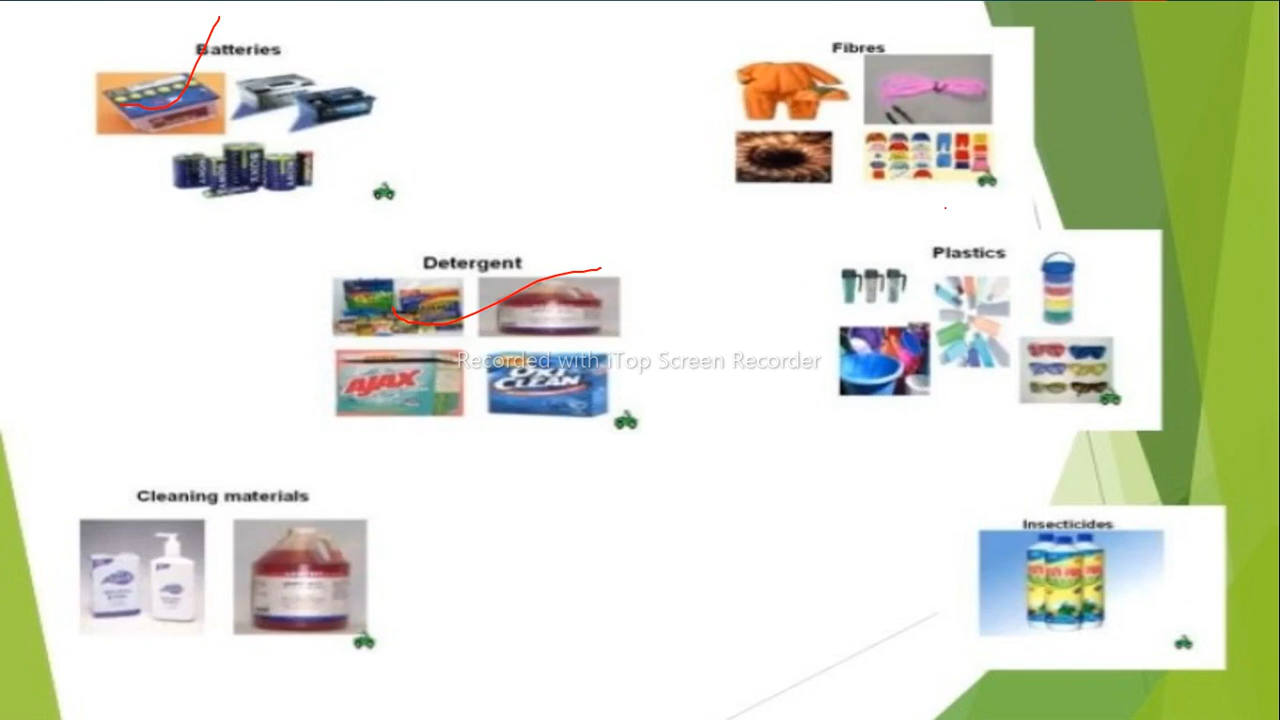 Batteries
Fibres
Detergent
Plastics
Recorded with iTop Screen Recorder
AJAX
OXI
CLEAN
Cleaning materials
Insecticides